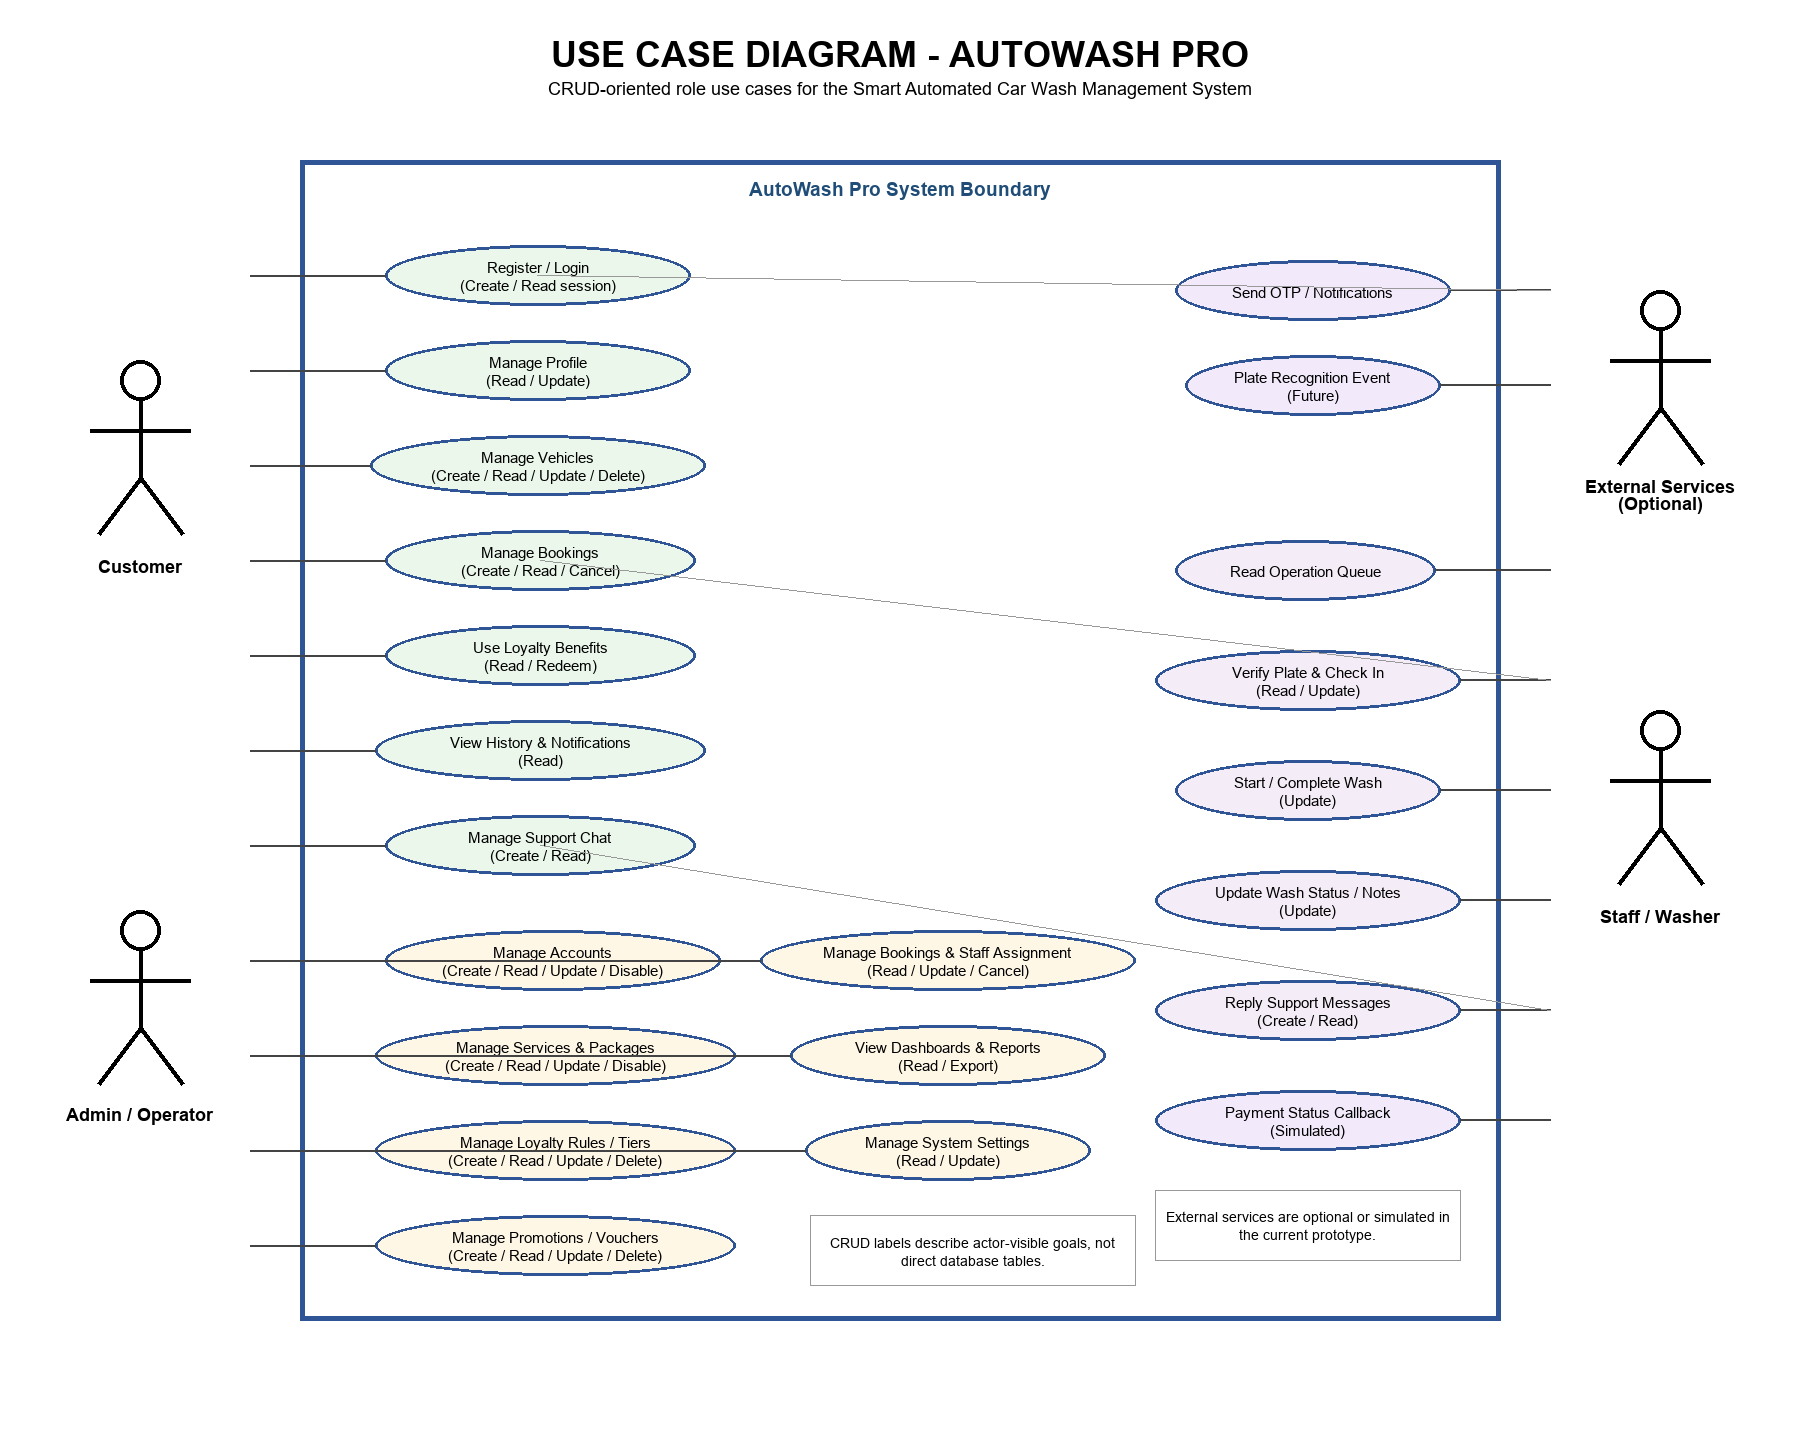 USE CASE DIAGRAM - AUTOWASH PRO
CRUD-oriented role use cases for the Smart Automated Car Wash Management System
AutoWash Pro System Boundary
Customer
Admin / Operator
Register / Login
(Create / Read session)
Manage Profile
(Read / Update)
Manage Vehicles
(Create / Read / Update / Delete)
Manage Bookings
(Create / Read / Cancel)
Use Loyalty Benefits
(Read / Redeem)
View History & Notifications
(Read)
Manage Support Chat
(Create / Read)
Manage Accounts
(Create / Read / Update / Disable)
Manage Services & Packages
(Create / Read / Update / Disable)
Manage Loyalty Rules / Tiers
(Create / Read / Update / Delete)
Manage Promotions / Vouchers
(Create / Read / Update / Delete)
Manage Bookings & Staff Assignment
(Read / Update / Cancel)
View Dashboards & Reports
(Read / Export)
Manage System Settings
(Read / Update)
CRUD labels describe actor-visible goals, not
direct database tables.
Send OTP / Notifications
Plate Recognition Event
(Future)
Read Operation Queue
Verify Plate & Check In
(Read / Update)
Start / Complete Wash
(Update)
Update Wash Status / Notes
(Update)
Reply Support Messages
(Create / Read)
Payment Status Callback
(Simulated)
External services are optional or simulated in
the current prototype.
External Services
(Optional)
Staff / Washer